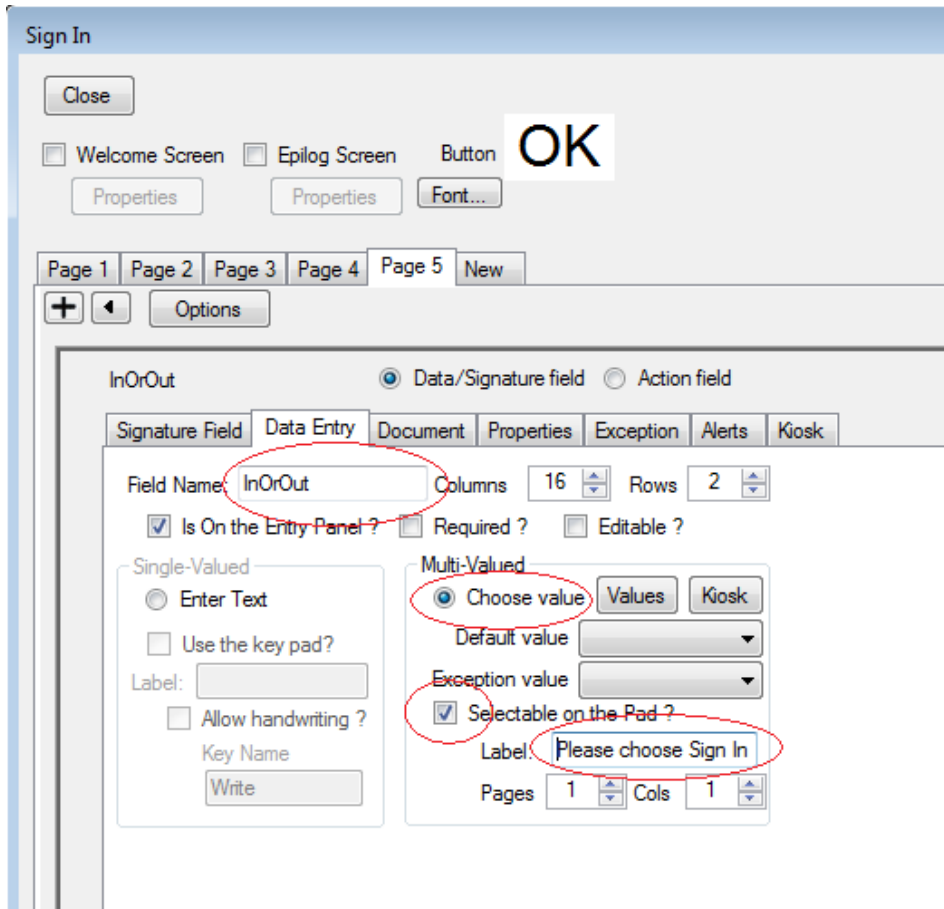 Sign In
Close
Welcome Screen Epilog Screen Button OK
Properties Properties Font...
Page 1 Page 2 Page 3 Page 4 Page 5 New
Options
InOrOut Data/Signature field Action field
Signature Field Data Entry Document Properties Exception Alerts Kiosk
Field Name: InOrOut Columns 16 Rows 2
Is On the Entry Panel ? Required ? Editable ?
Single-Valued Multi-Valued
Enter Text Choose value Values Kiosk
Use the key pad? Default value
Label: Exception value
Allow handwriting ? Selectable on the Pad ?
Key Name Label: Please choose Sign In
Write Pages 1 Cols 1